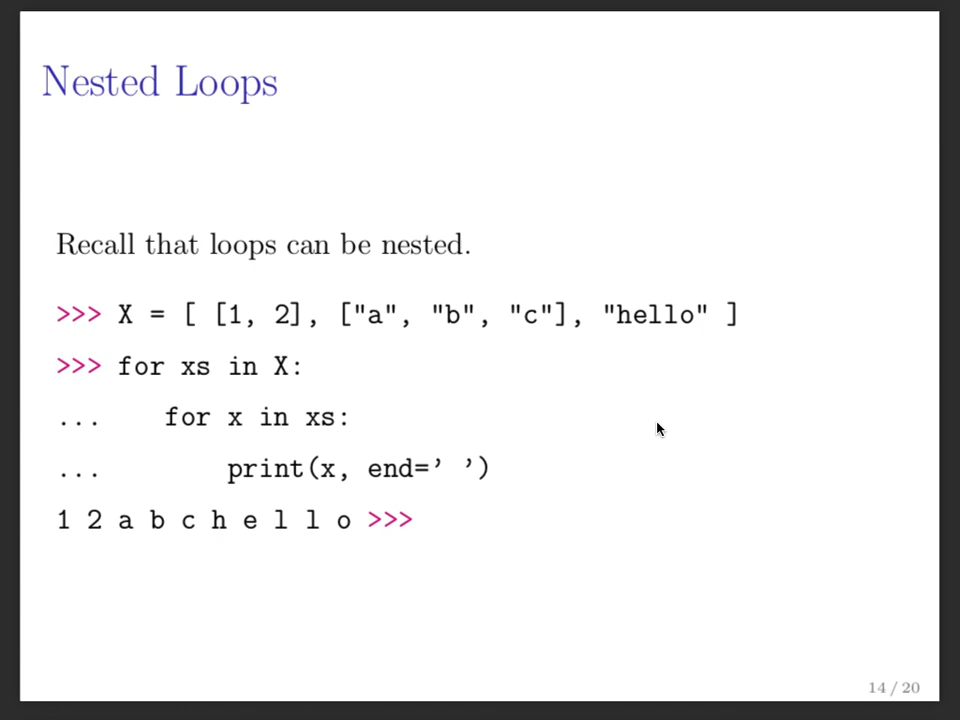 Nested Loops
Recall that loops can be nested.
>>> X = [ [1, 2], ["a", "b", "c"], "hello" ]
>>> for xs in X:
...    for x in xs:
...        print(x, end=’ ’)
1 2 a b c h e l l o >>>
14 / 20